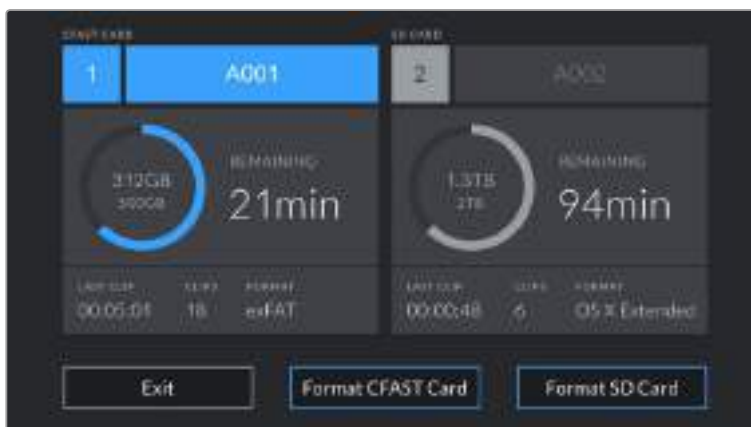 CFAST CARD
1 A001
REMAINING
312GB
21min
LAST CLIP CLIPS FORMAT
00:05:01 18 exFAT
SD CARD
2 A002
REMAINING
1.3TB
2TB
94min
LAST CLIP CLIPS FORMAT
00:00:48 6 OS X Extended
Exit
Format CFAST Card
Format SD Card